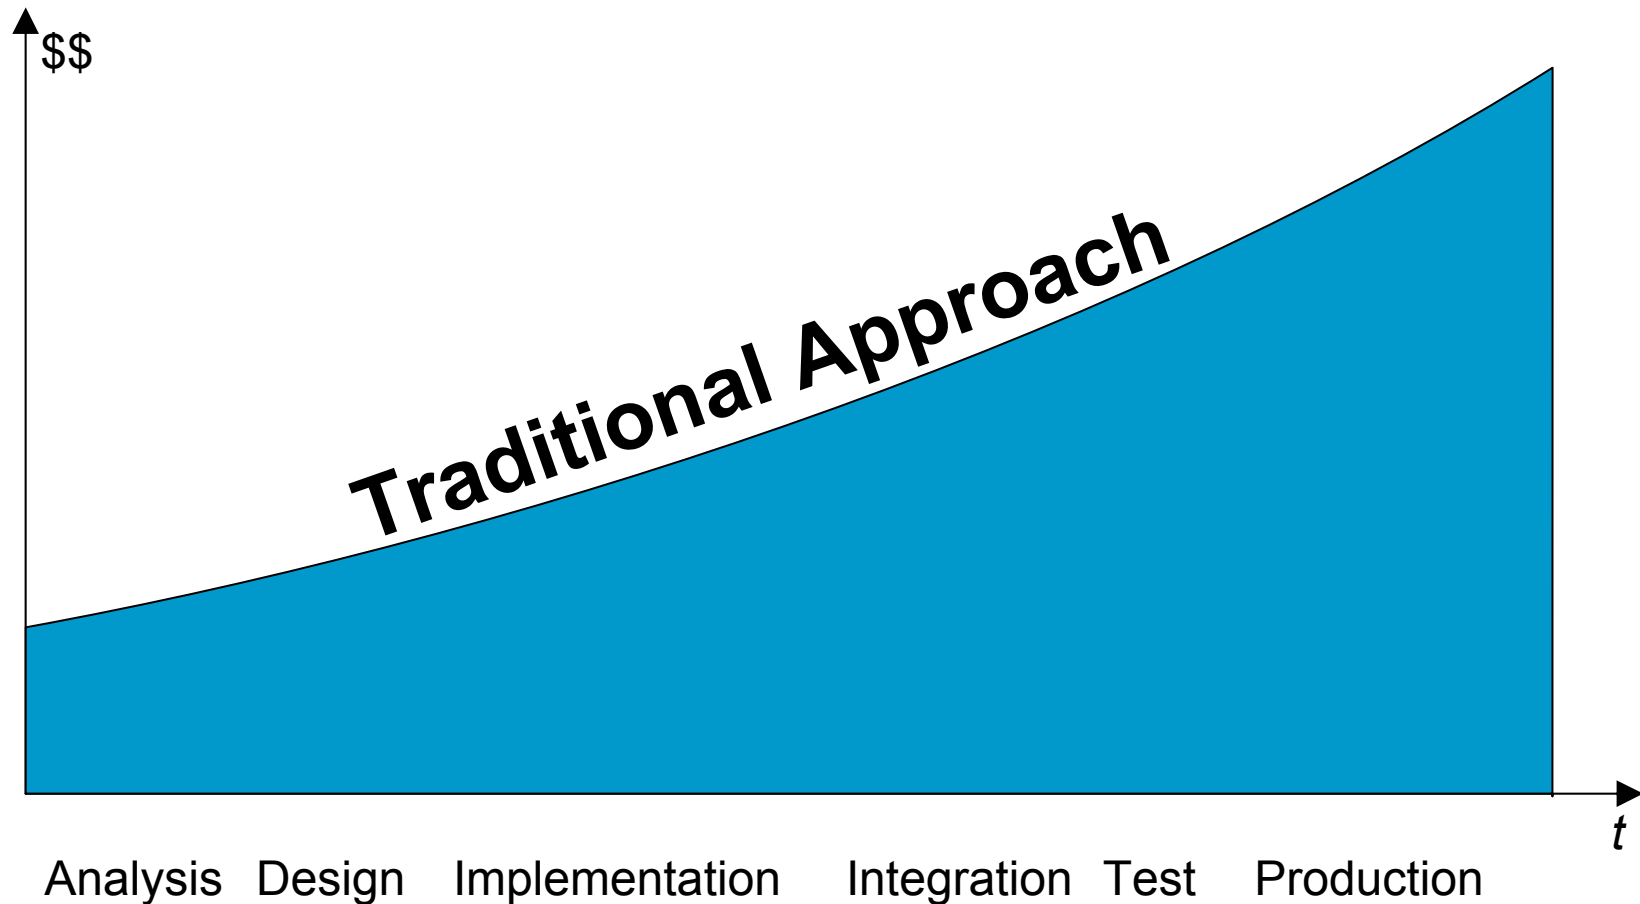 $$
Traditional Approach
t
Analysis Design Implementation Integration Test Production